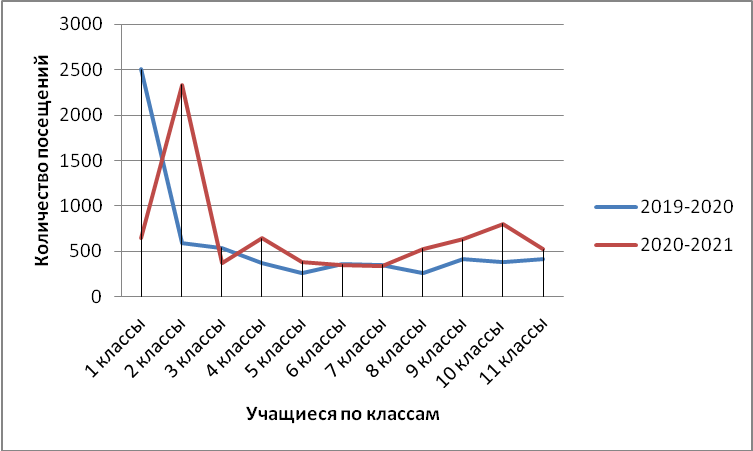 Количество посещений
3000
2500
2000
1500
1000
500
0
1 классы
2 классы
3 классы
4 классы
5 классы
6 классы
7 классы
8 классы
9 классы
10 классы
11 классы
Учащиеся по классам
2019-2020
2020-2021